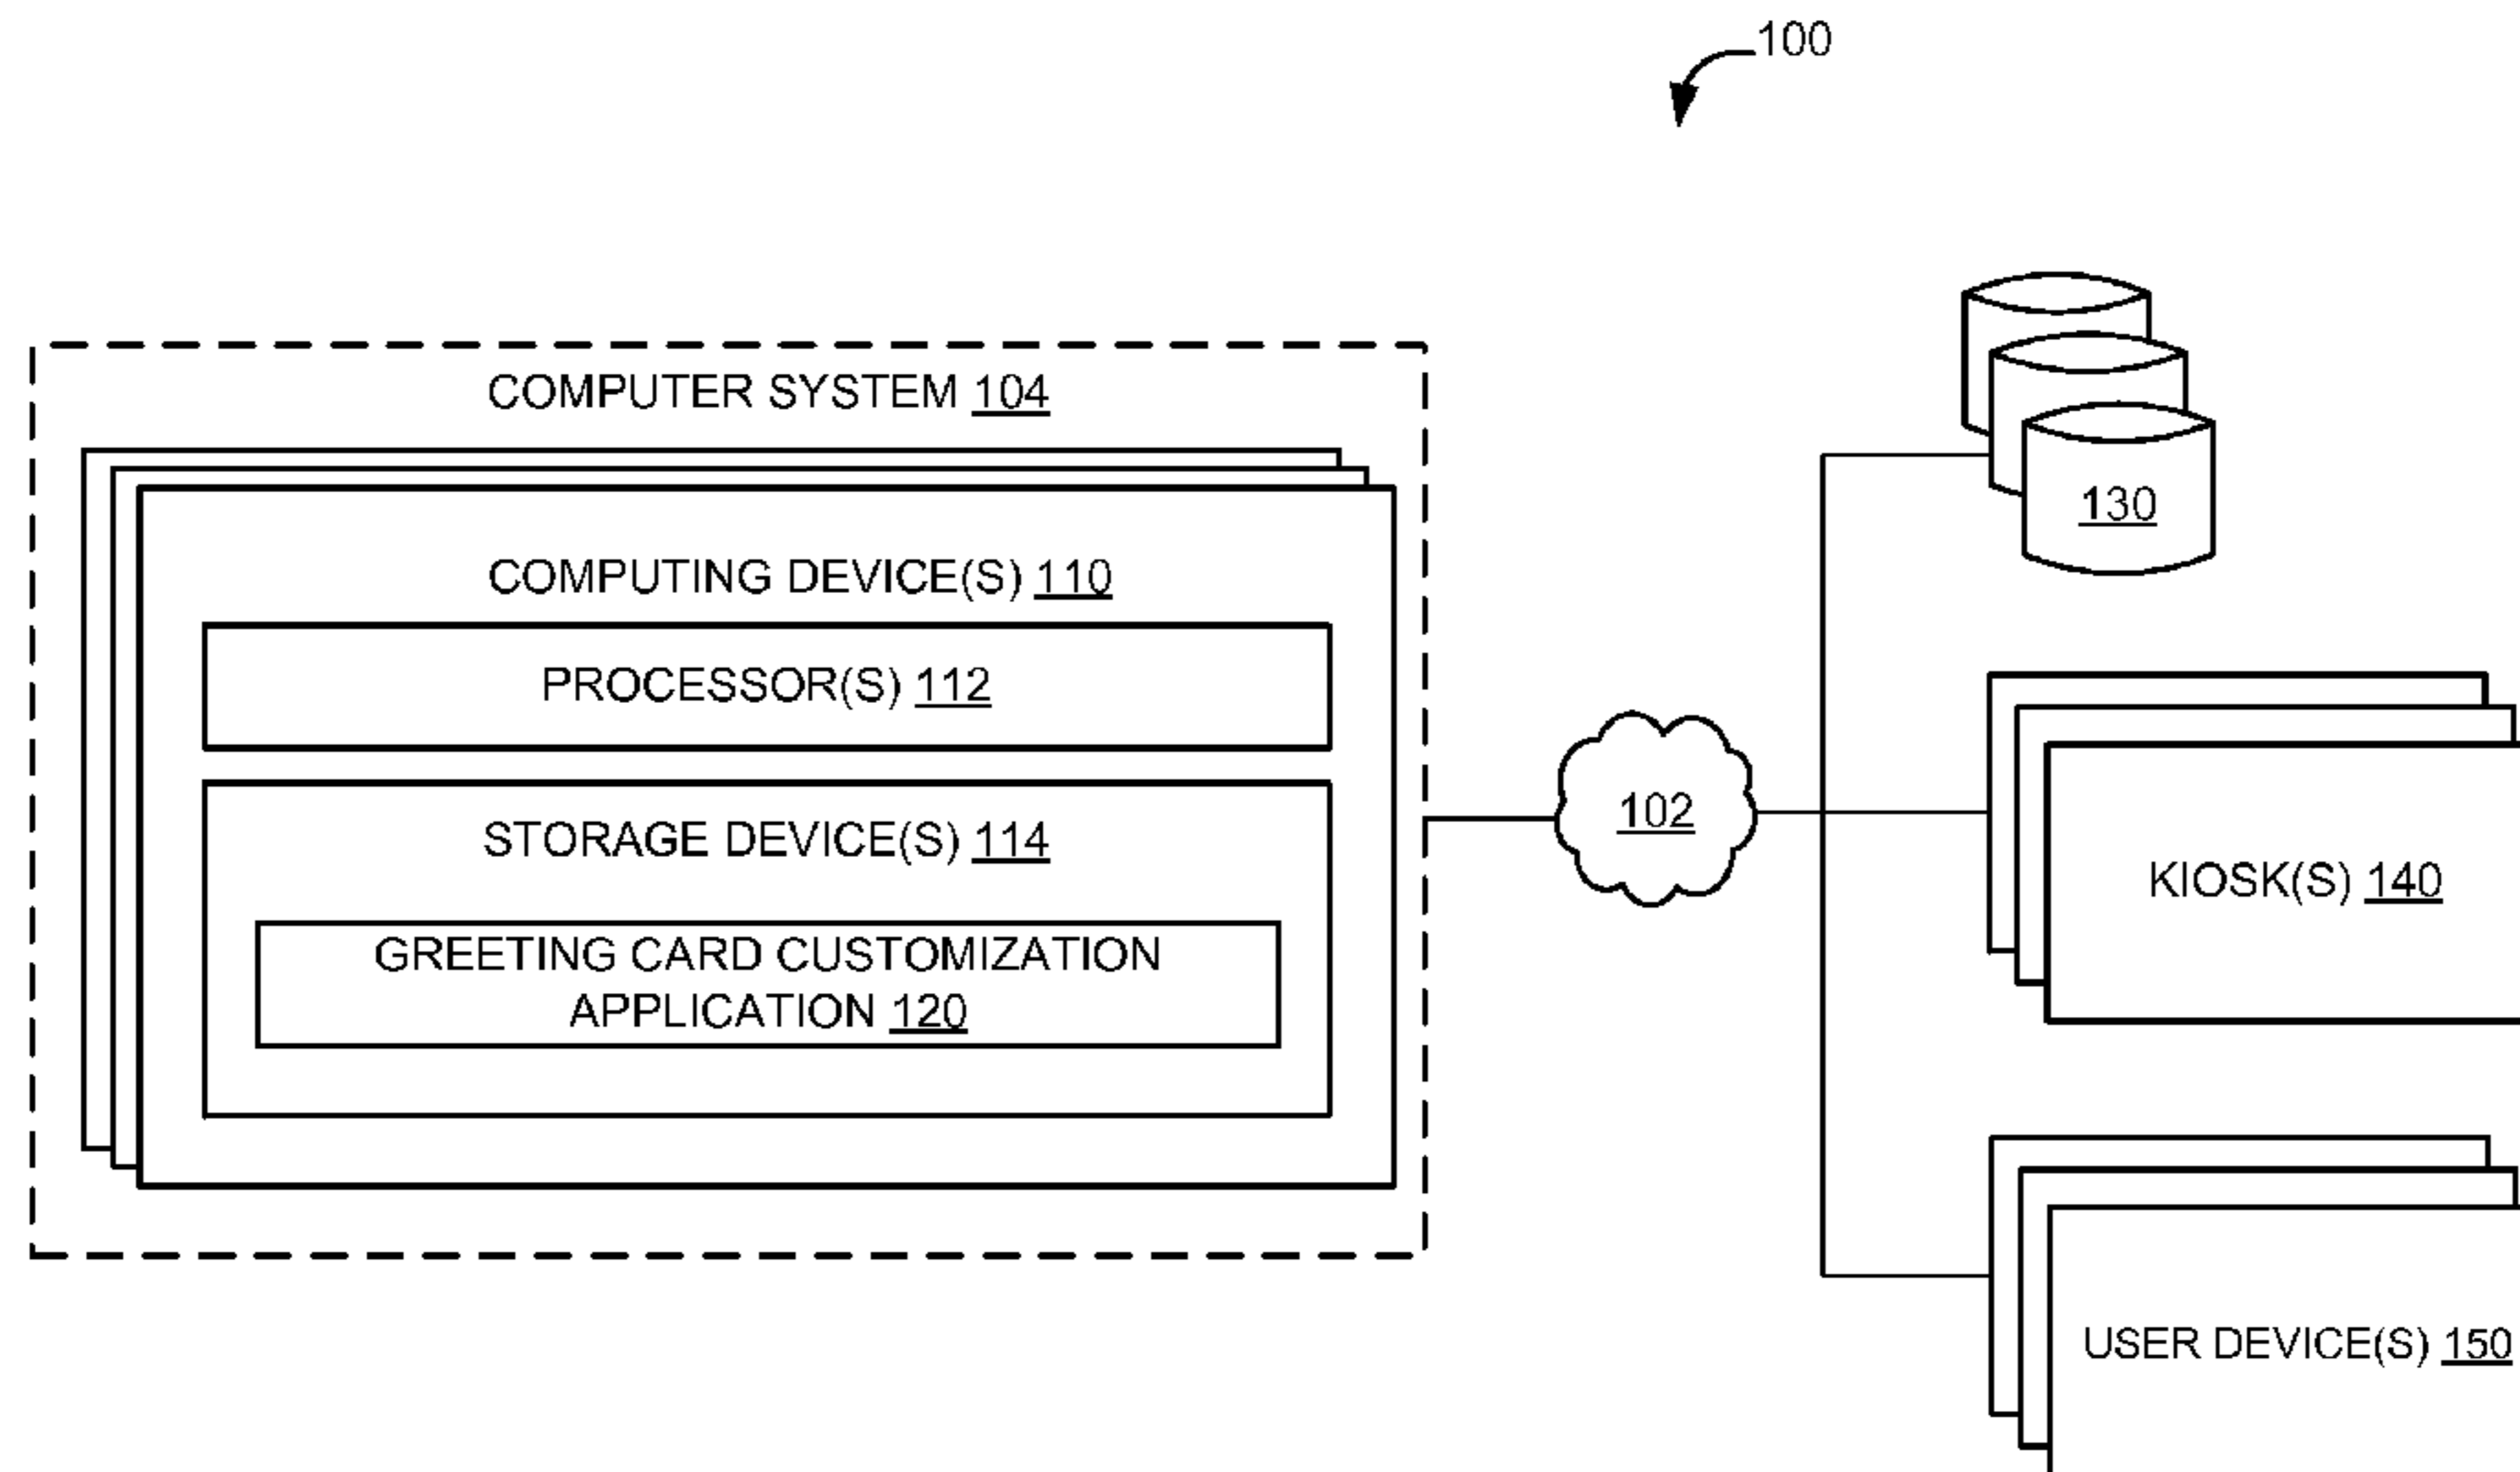 100
COMPUTER SYSTEM 104
COMPUTING DEVICE(S) 110
PROCESSOR(S) 112
STORAGE DEVICE(S) 114
GREETING CARD CUSTOMIZATION
APPLICATION 120
102
130
KIOSK(S) 140
USER DEVICE(S) 150